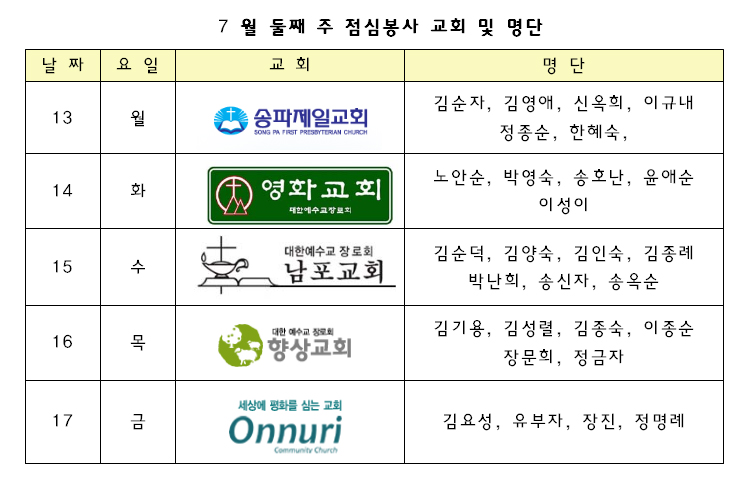 7 월 둘째 주 점심봉사 교회 및 명단
날 짜 요 일 교 회 명 단
13 월 송파제일교회 김순자, 김영애, 신옥희, 이규내
SONG PA FIRST PRESBYTERIAN CHURCH 정종순, 한혜숙,
14 화 영화교회 노안순, 박영숙, 송호난, 윤애순
대한예수교장로회 이성이
15 수 대한예수교 장로회 김순덕, 김양숙, 김인숙, 김종례
남포교회 박난희, 송신자, 송옥순
16 목 대한 예수교 장로회 김기용, 김성렬, 김종숙, 이종순
향상교회 장문희, 정금자
17 금 세상에 평화를 심는 교회 김요성, 유부자, 장진, 정명례
Onnuri
Community Church